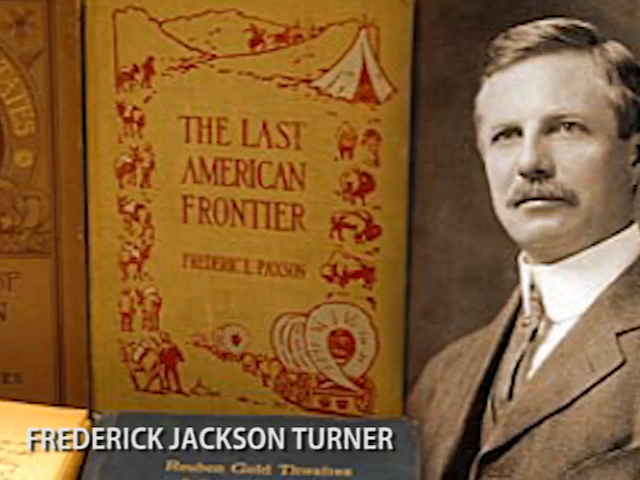 THE LAST
AMERICAN
FRONTIER
FREDERIC L. PAXSON
FREDERICK JACKSON TURNER
Reuben Gold Thwaites